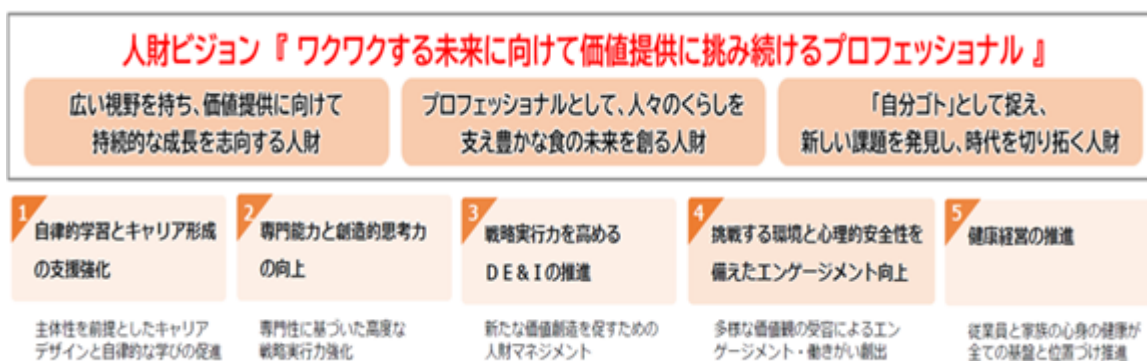 人財ビジョン『 ワクワクする未来に向けて価値提供に挑み続けるプロフェッショナル 』
広い視野を持ち、価値提供に向けて
持続的な成長を志向する人財
プロフェッショナルとして、人々のくらしを
支え豊かな食の未来を創る人財
「自分ゴト」として捉え、
新しい課題を発見し、時代を切り拓く人財
1
自律的学習とキャリア形成
の支援強化
主体性を前提としたキャリア
デザインと自律的な学びの促進
2
専門能力と創造的思考力
の向上
専門性に基づいた高度な
戦略実行力強化
3
戦略実行力を高める
DE&Iの推進
新たな価値創造を促すための
人財マネジメント
4
挑戦する環境と心理的安全性を
備えたエンゲージメント向上
多様な価値観の受容によるエン
ゲージメント・働きがい創出
5
健康経営の推進
従業員と家族の心身の健康が
全ての基盤と位置づけ推進